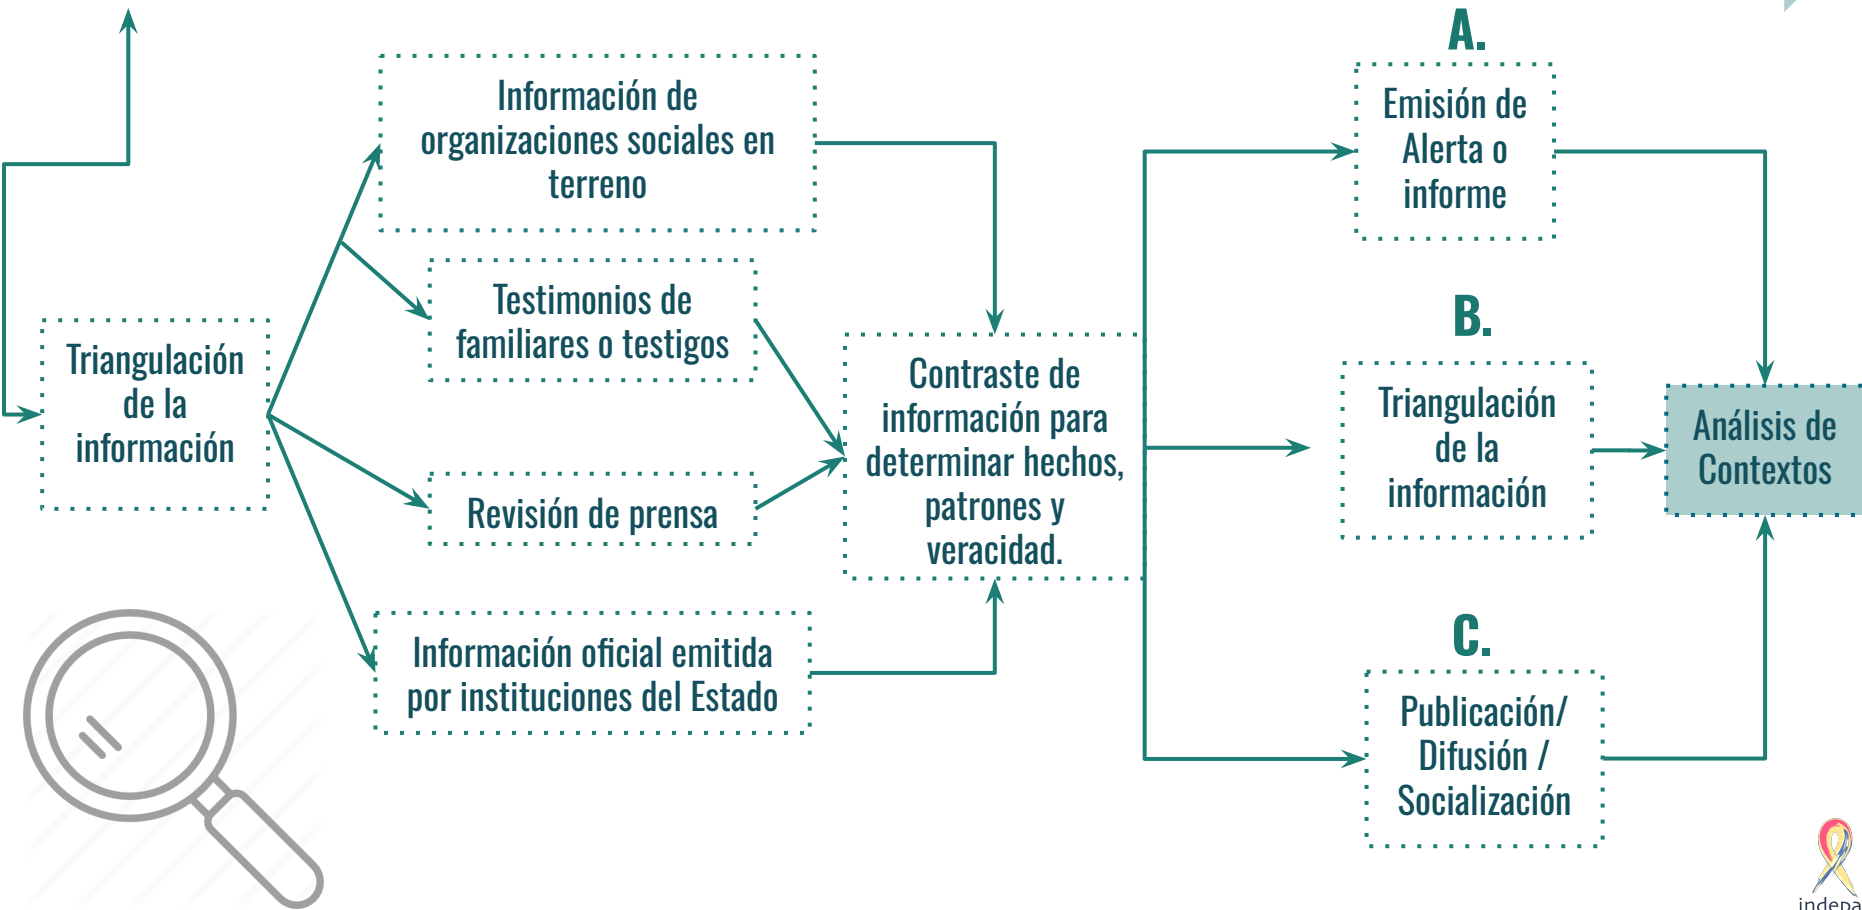 Triangulación
de la
información
Información de
organizaciones sociales en
terreno
Testimonios de
familiares o testigos
Revisión de prensa
Información oficial emitida
por instituciones del Estado
Contraste de
información para
determinar hechos,
patrones y
veracidad.
A.
Emisión de
Alerta o
informe
B.
Triangulación
de la
información
C.
Publicación/
Difusión /
Socialización
Análisis de
Contextos
indepa